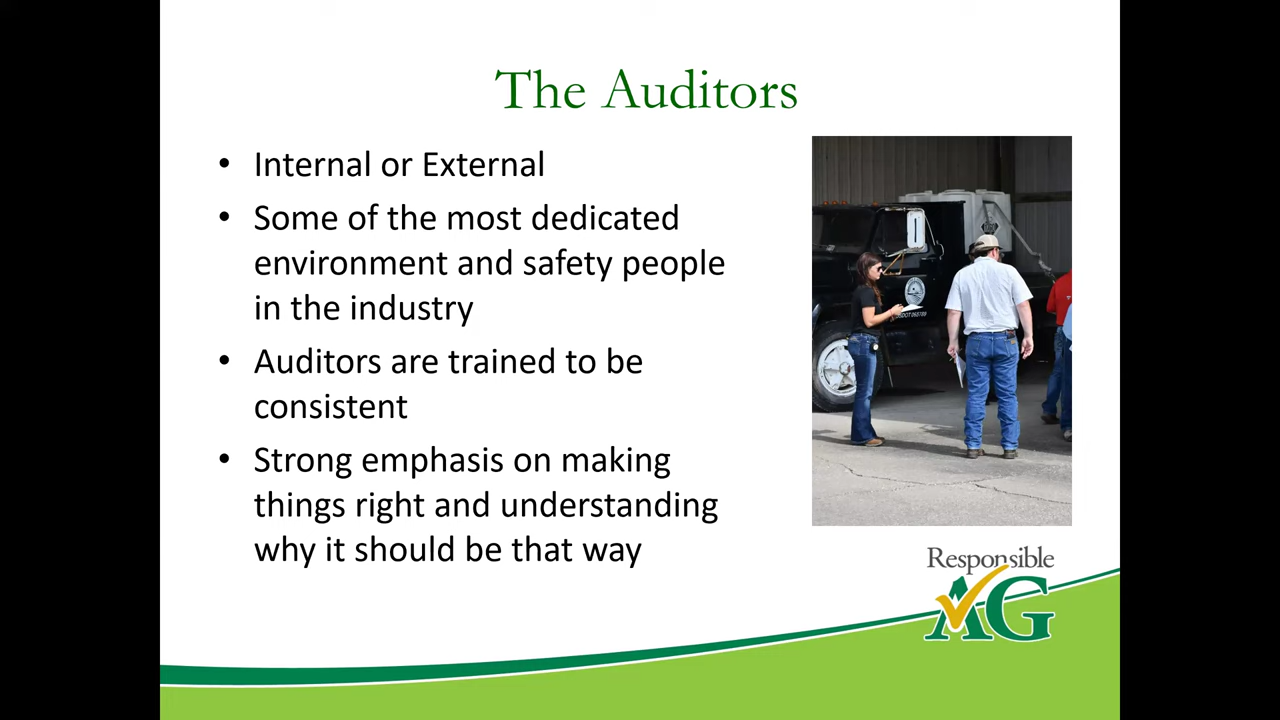 The Auditors
• Internal or External
• Some of the most dedicated
environment and safety people
in the industry
• Auditors are trained to be
consistent
• Strong emphasis on making
things right and understanding
why it should be that way
Responsible
AG